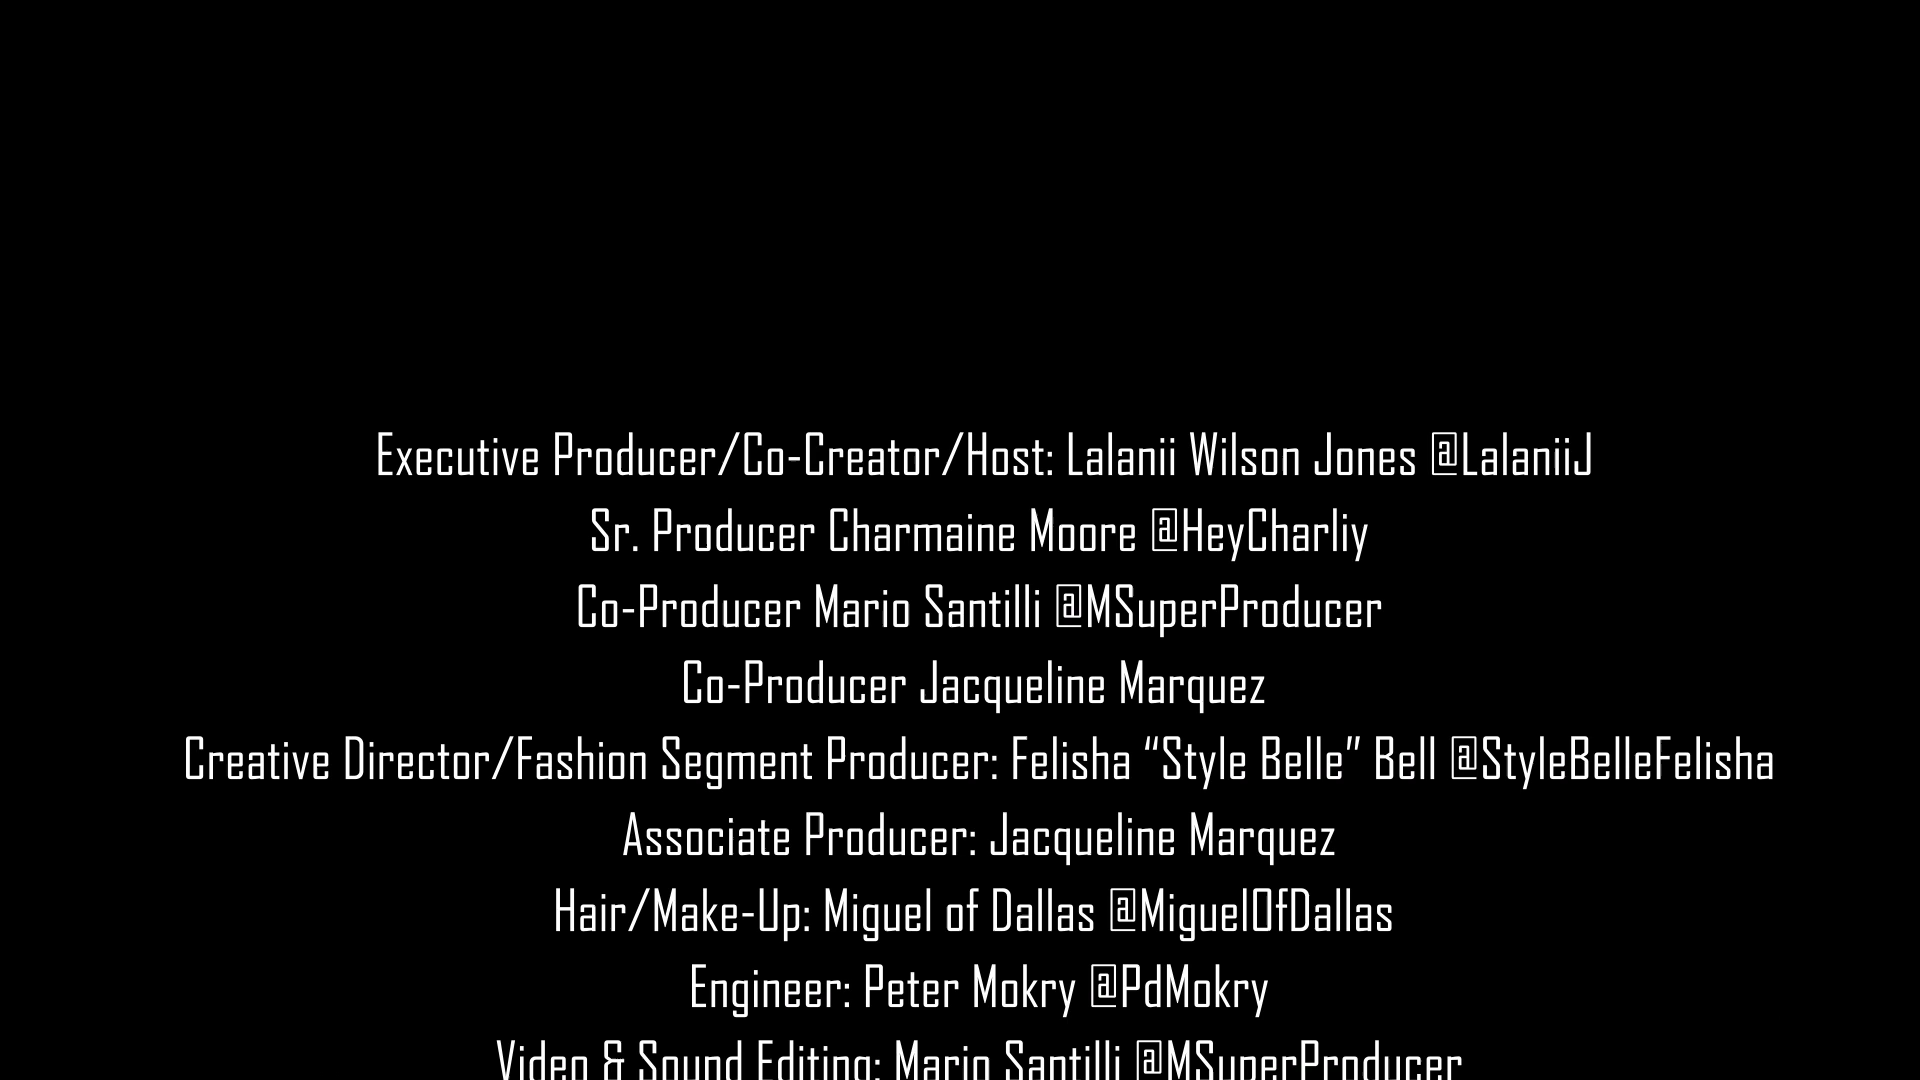 Executive Producer/Co-Creator/Host: Lalanii Wilson Jones @LalaniiJ
Sr. Producer Charmaine Moore @HeyCharliy
Co-Producer Mario Santilli @MSuperProducer
Co-Producer Jacqueline Marquez
Creative Director/Fashion Segment Producer: Felisha “Style Belle” Bell @StyleBelleFelisha
Associate Producer: Jacqueline Marquez
Hair/Make-Up: Miguel of Dallas @MiguelOfDallas
Engineer: Peter Mokry @PdMokry
Video & Sound Editing: Mario Santilli @MSuperProducer